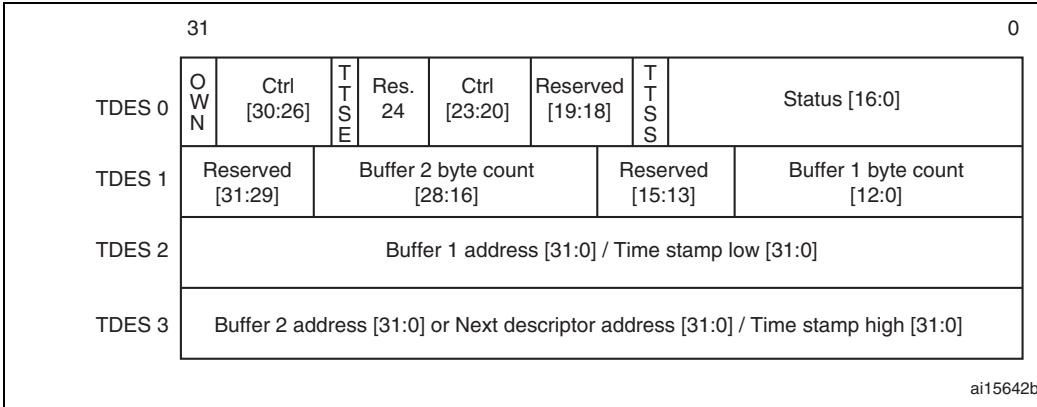 31 0
TDES 0 OWN Ctrl [30:26] TTSE Res. 24 Ctrl [23:20] Reserved [19:18] TTSS Status [16:0]
TDES 1 Reserved [31:29] Buffer 2 byte count [28:16] Reserved [15:13] Buffer 1 byte count [12:0]
TDES 2 Buffer 1 address [31:0] / Time stamp low [31:0]
TDES 3 Buffer 2 address [31:0] or Next descriptor address [31:0] / Time stamp high [31:0]
ai15642b